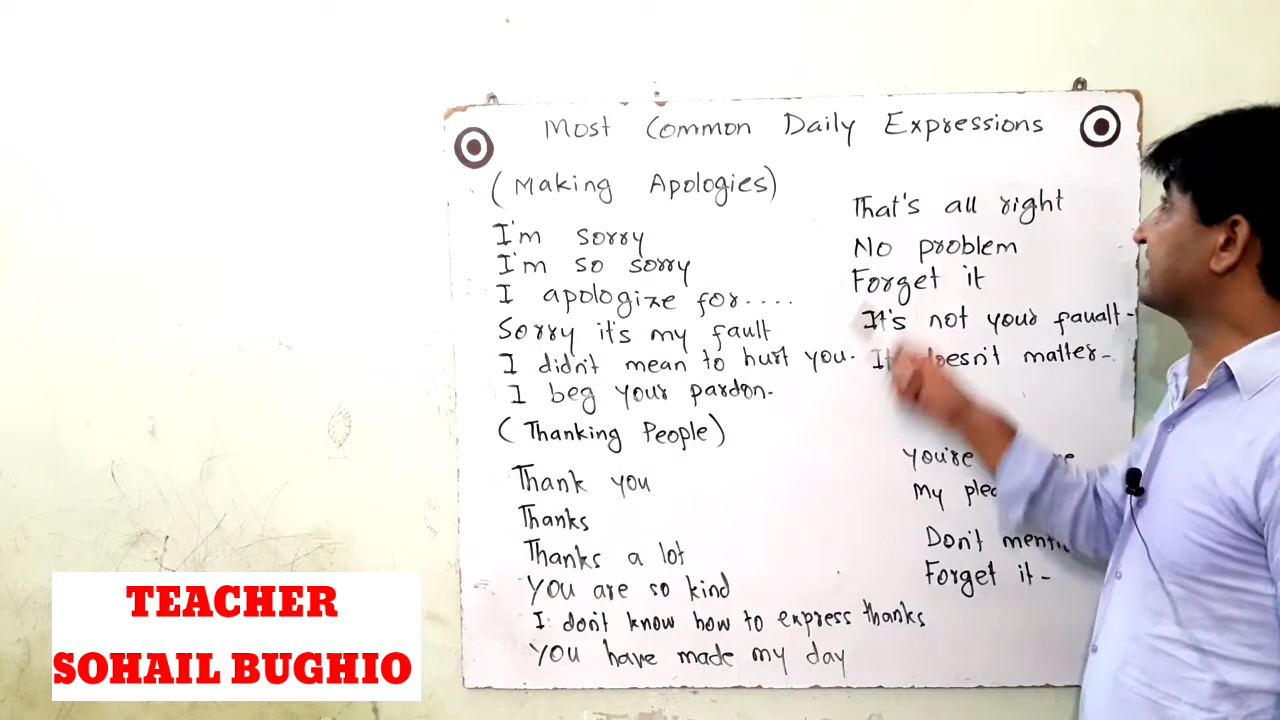 Most Common Daily Expressions
(Making Apologies)
I'm sorry
I'm so sorry
I apologize for....
Sorry it's my fault
I didn't mean to hurt you.
I beg your pardon.
That's all right
No problem
Forget it
It's not your faualt-
It doesn't matter-.
(Thanking People)
Thank you
Thanks
Thanks a lot
You are so kind
I don't know how to express thanks
You have made my day
you're
My
Don't
Forget it-
TEACHER
SOHAIL BUGHIO